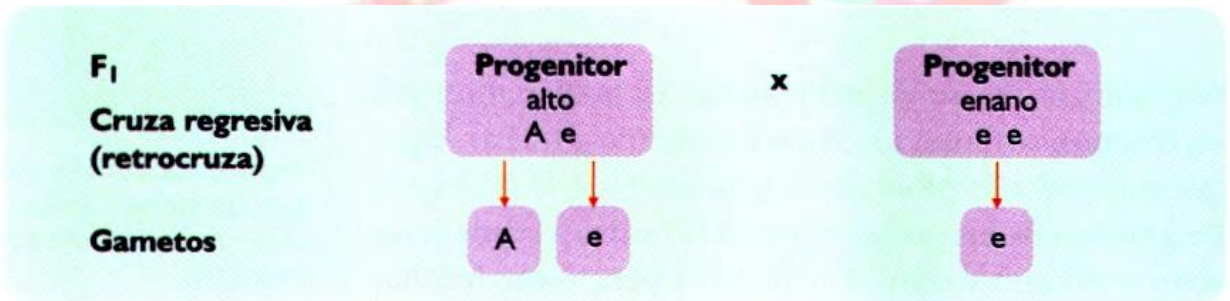 F1
Cruza regresiva
(retrocruza)
Gametos
Progenitor
alto
A e
x
Progenitor
enano
e e
A
e
e